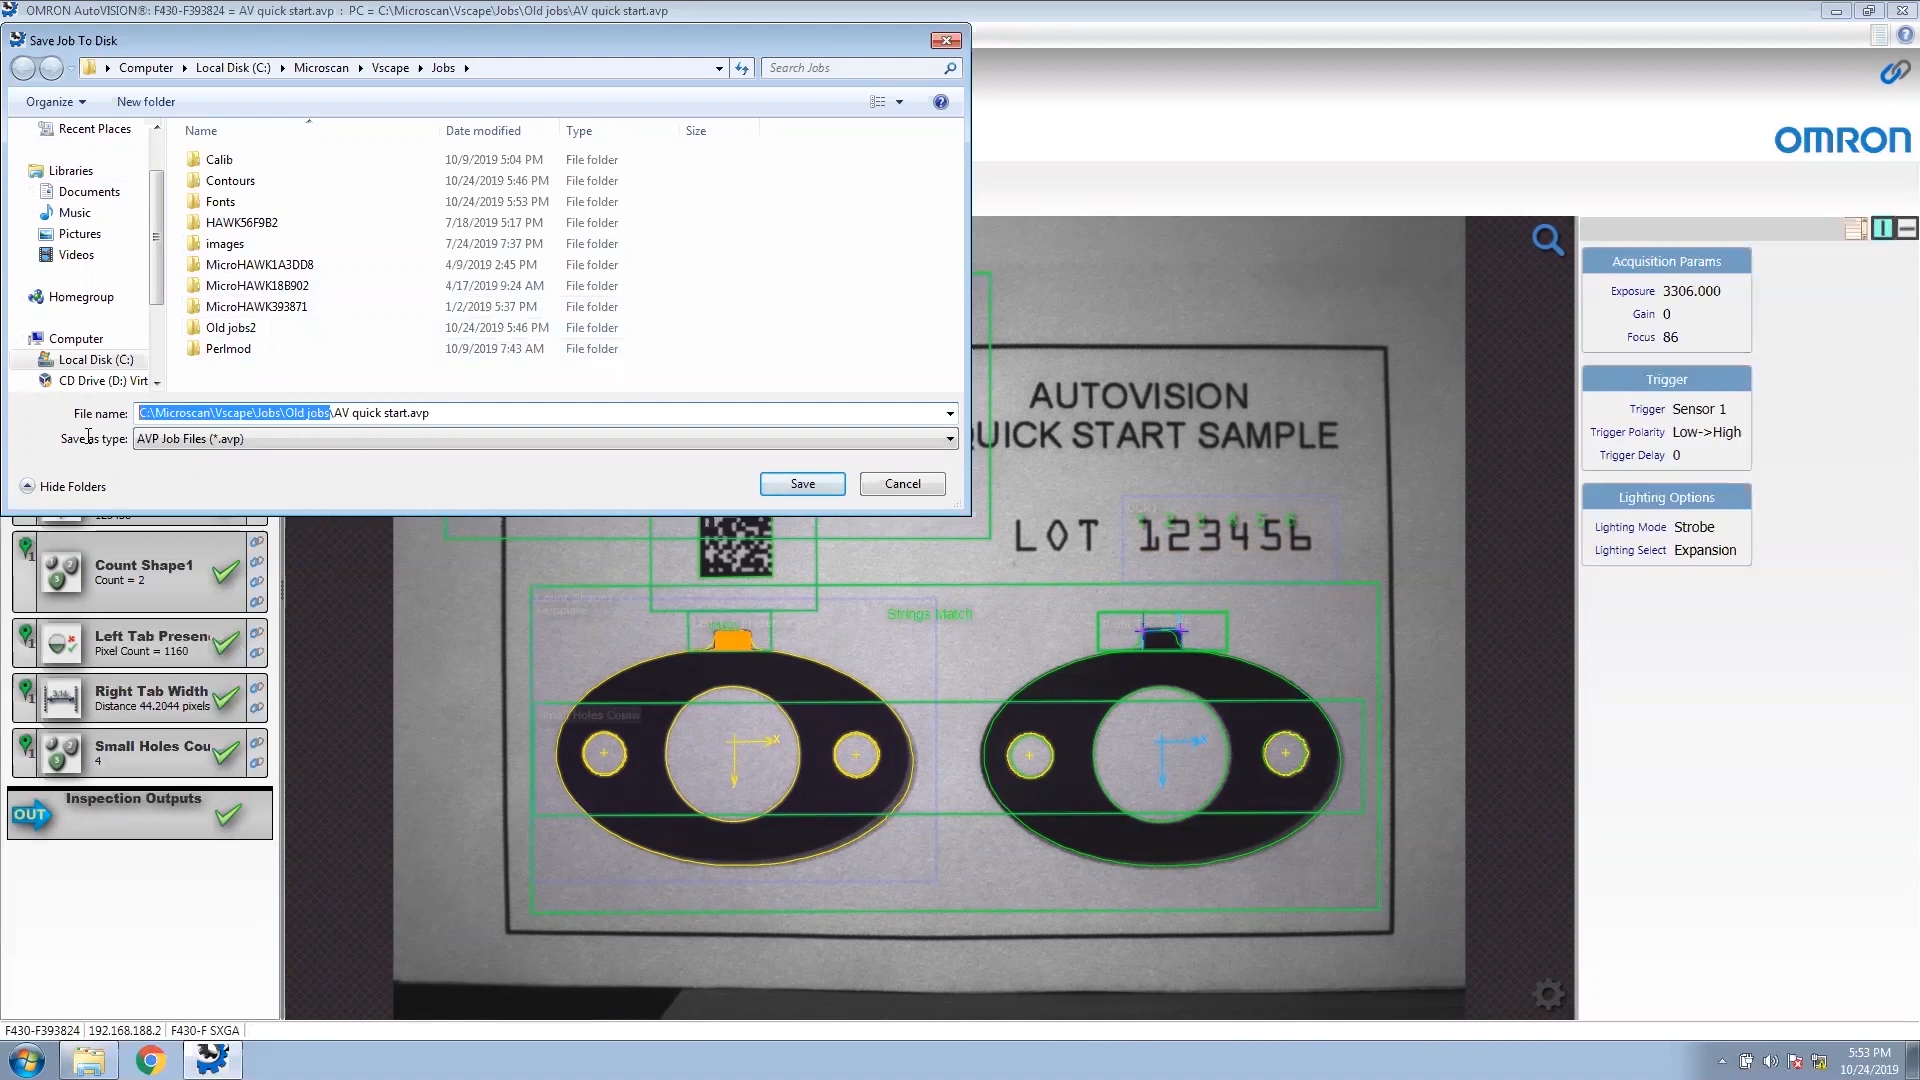 OMRON AutoVISION®: F430-F393824 = AV quick start.avp : PC = C:\Microscan\Vscape\Jobs\Old jobs\AV quick start.avp
Save Job To Disk
Computer Local Disk (C:) Microscan Vscape Jobs
Search Jobs
Organize New folder
Name Date modified Type Size
Recent Places
Libraries
Documents
Music
Pictures
Videos
Homegroup
Computer
Local Disk (C:)
CD Drive (D:) Virt
Calib 10/9/2019 5:04 PM File folder
Contours 10/24/2019 5:46 PM File folder
Fonts 10/24/2019 5:53 PM File folder
HAWK56F9B2 7/18/2019 5:17 PM File folder
images 7/24/2019 7:37 PM File folder
MicroHAWK1A3DD8 4/9/2019 2:45 PM File folder
MicroHAWK18B902 4/17/2019 9:24 AM File folder
MicroHAWK393871 1/2/2019 5:37 PM File folder
Old jobs2 10/24/2019 5:46 PM File folder
Perlmod 10/9/2019 7:43 AM File folder
File name: C:\Microscan\Vscape\Jobs\Old jobs\AV quick start.avp
Save as type: AVP Job Files (*.avp)
Hide Folders
Save Cancel
OMRON
Acquisition Params
Exposure 3306.000
Gain 0
Focus 86
Trigger
Trigger Sensor 1
Trigger Polarity Low->High
Trigger Delay 0
Lighting Options
Lighting Mode Strobe
Lighting Select Expansion
AUTOVISION
QUICK START SAMPLE
LOT 123456
Strings Match
Count Shape1
Template
x
y
x
y
Count Shape1
Count = 2
Left Tab Presen
Pixel Count = 1160
Right Tab Width
Distance 44.2044 pixels
Small Holes Cou
4
OUT
Inspection Outputs
F430-F393824 192.168.188.2 F430-F SXGA
5:53 PM
10/24/2019